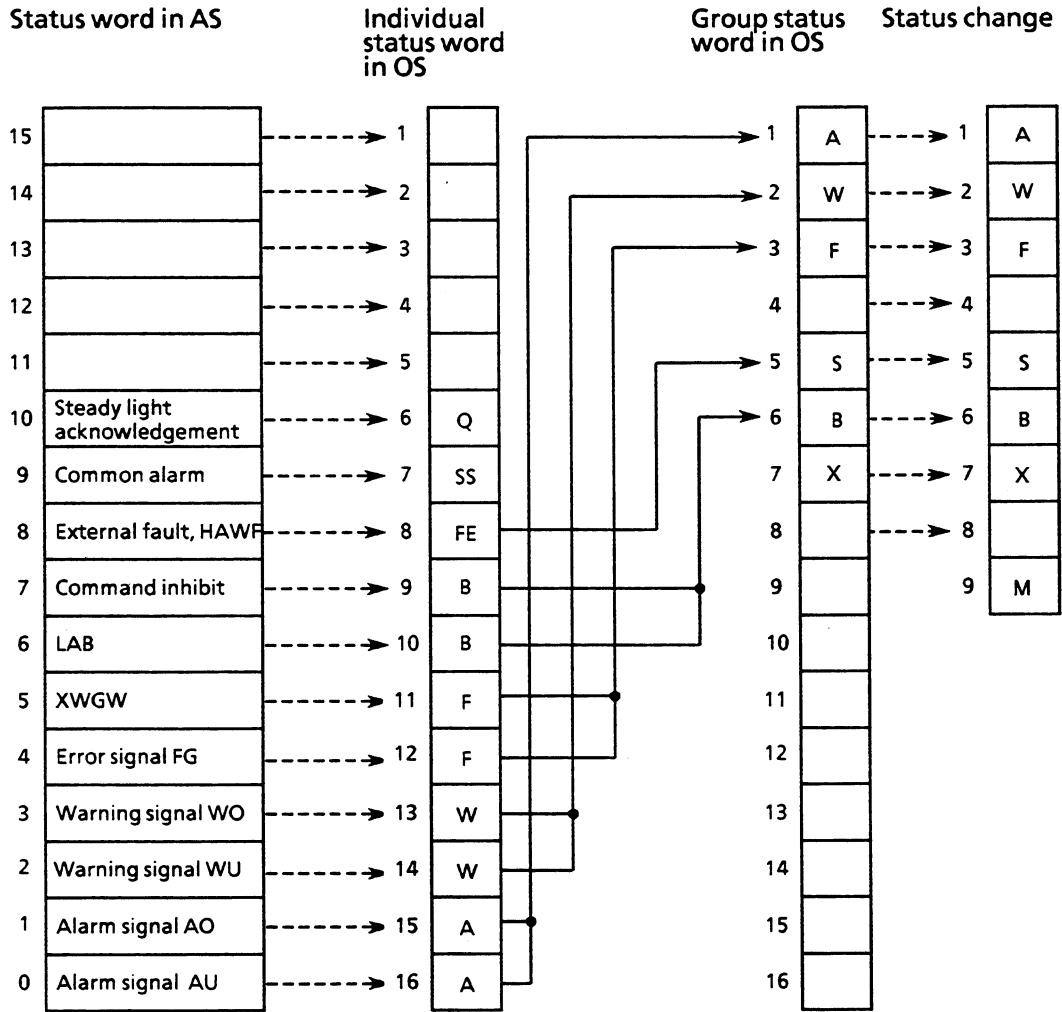 Status word in AS
Individual status word in OS
Group status word in OS
Status change
15 1 1 A 1 A
14 2 2 W 2 W
13 3 3 F 3 F
12 4 4 4
11 5 5 S 5 S
10 Steady light acknowledgement 6 Q 6 B 6 B
9 Common alarm 7 SS 7 X 7 X
8 External fault, HAWF 8 FE 8 8
7 Command inhibit 9 B 9 9 M
6 LAB 10 B 10
5 XWGW 11 F 11
4 Error signal FG 12 F 12
3 Warning signal WO 13 W 13
2 Warning signal WU 14 W 14
1 Alarm signal AO 15 A 15
0 Alarm signal AU 16 A 16